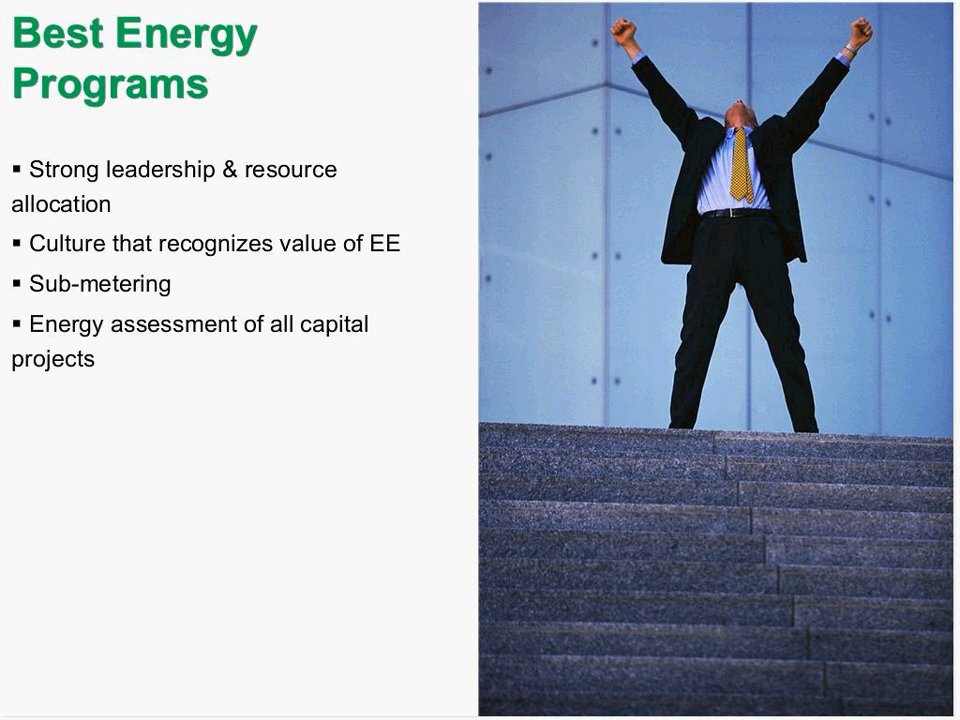 Best Energy
Programs
▪ Strong leadership & resource
allocation
▪ Culture that recognizes value of EE
▪ Sub-metering
▪ Energy assessment of all capital
projects